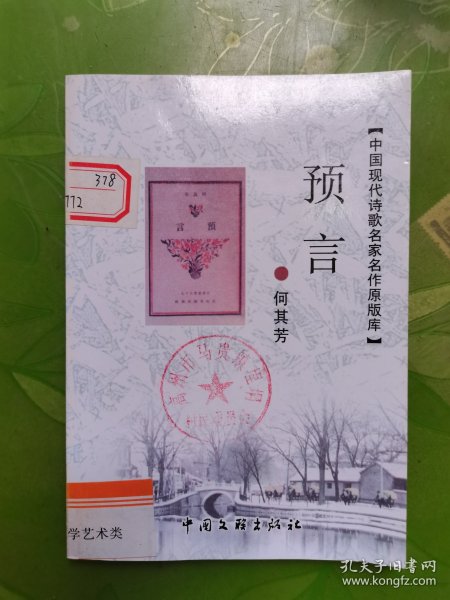 【中国现代诗歌名家名作原版库】
预言
何其芳
378
772
預言
中国文联出版社
学艺术类
孔夫子旧书网
www.kongfz.com